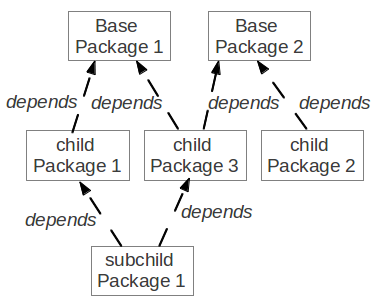 Base
Package 1
Base
Package 2
depends
depends
depends
depends
child
Package 1
child
Package 3
child
Package 2
depends
depends
subchild
Package 1